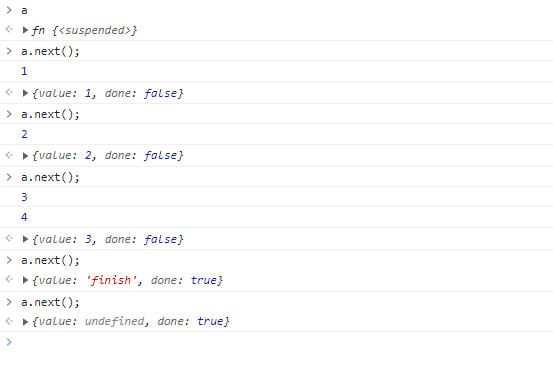 a
fn {<suspended>}
a.next();
1
{value: 1, done: false}
a.next();
2
{value: 2, done: false}
a.next();
3
4
{value: 3, done: false}
a.next();
{value: 'finish', done: true}
a.next();
{value: undefined, done: true}